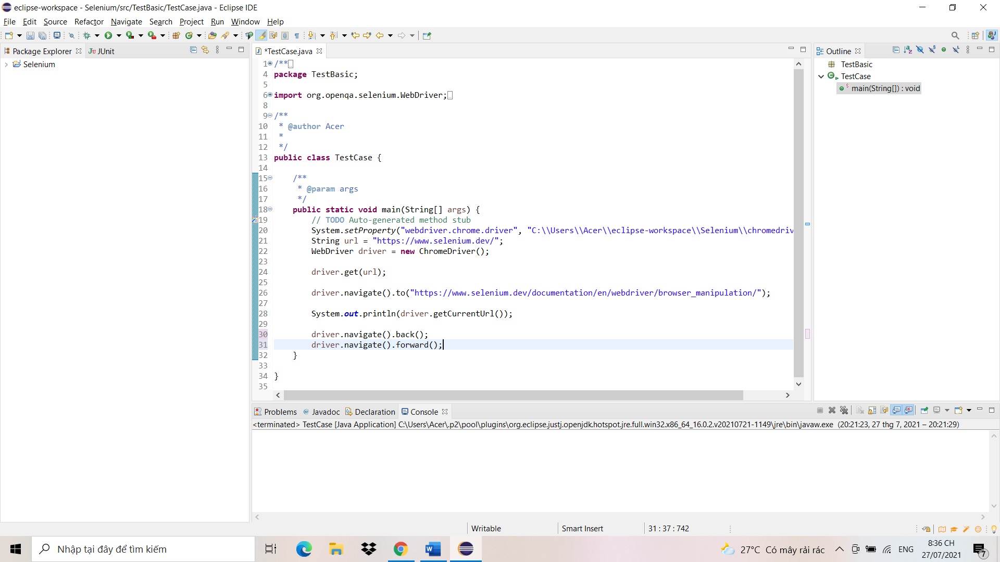 eclipse-workspace - Selenium/src/TestBasic/TestCase.java - Eclipse IDE
File Edit Source Refactor Navigate Search Project Run Window Help
Package Explorer JUnit
Selenium
*TestCase.java
1 /**
4 package TestBasic;
5
6 import org.openqa.selenium.WebDriver;
8
9 /**
10 * @author Acer
11 *
12 */
13 public class TestCase {
14
15 /**
16 * @param args
17 */
18 public static void main(String[] args) {
19 // TODO Auto-generated method stub
20 System.setProperty("webdriver.chrome.driver", "C:\\Users\\Acer\\eclipse-workspace\\Selenium\\chromedriv
21 String url = "https://www.selenium.dev/";
22 WebDriver driver = new ChromeDriver();
23
24 driver.get(url);
25
26 driver.navigate().to("https://www.selenium.dev/documentation/en/webdriver/browser_manipulation/");
27
28 System.out.println(driver.getCurrentUrl());
29
30 driver.navigate().back();
31 driver.navigate().forward();
32 }
33
34 }
35
Outline
TestBasic
TestCase
main(String[]) : void
Problems @ Javadoc Declaration Console
<terminated> TestCase [Java Application] C:\Users\Acer\.p2\pool\plugins\org.eclipse.justj.openjdk.hotspot.jre.full.win32.x86_64_16.0.2.v20210721-1149\jre\bin\javaw.exe (20:21:23, 27 thg 7, 2021 – 20:21:29)
Writable Smart Insert 31 : 37 : 742
Nhập tại đây để tìm kiếm
27°C Có mây rải rác
ENG
8:36 CH
27/07/2021
7